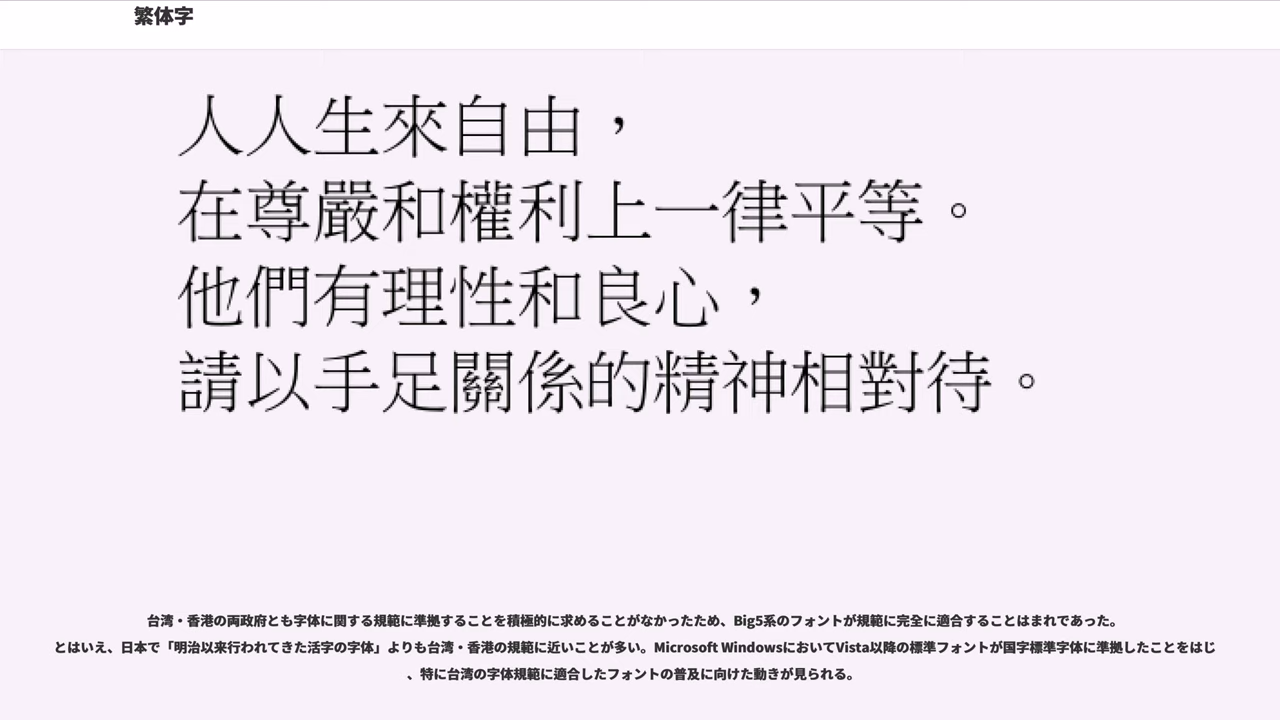 繁体字
人人生來自由，
在尊嚴和權利上一律平等。
他們有理性和良心，
請以手足關係的精神相對待。
台湾・香港の両政府とも字体に関する規範に準拠することを積極的に求めることがなかったため、Big5系のフォントが規範に完全に適合することはまれであった。
とはいえ、日本で「明治以来行われてきた活字の字体」よりも台湾・香港の規範に近いことが多い。Microsoft WindowsにおいてVista以降の標準フォントが国字標準字体に準拠したことをはじ
、特に台湾の字体規範に適合したフォントの普及に向けた動きが見られる。